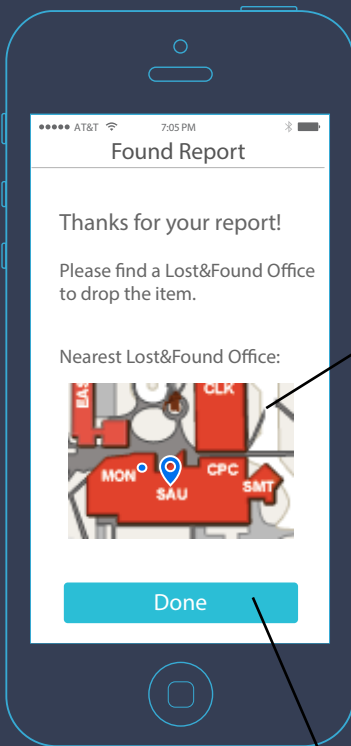 AT&T 7:05 PM
Found Report
Thanks for your report!
Please find a Lost&Found Office
to drop the item.
Nearest Lost&Found Office:
EAS
CLK
MON
CPC
SAU
SMT
Done